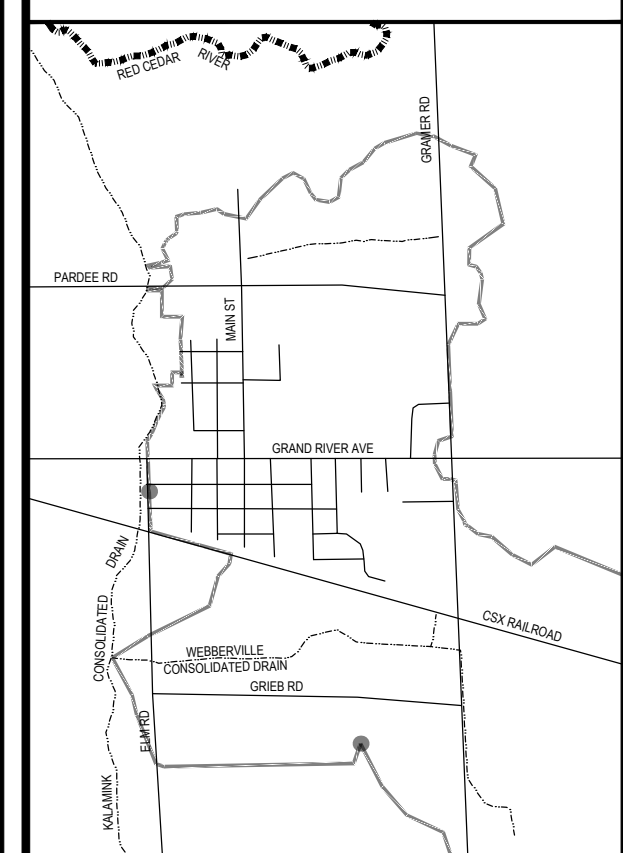 RED CEDAR RIVER
GRAMER RD
PARDEE RD
MAIN ST
GRAND RIVER AVE
CSX RAILROAD
WEBBERVILLE
CONSOLIDATED DRAIN
GRIEB RD
ELM RD
KALAMINK CONSOLIDATED DRAIN